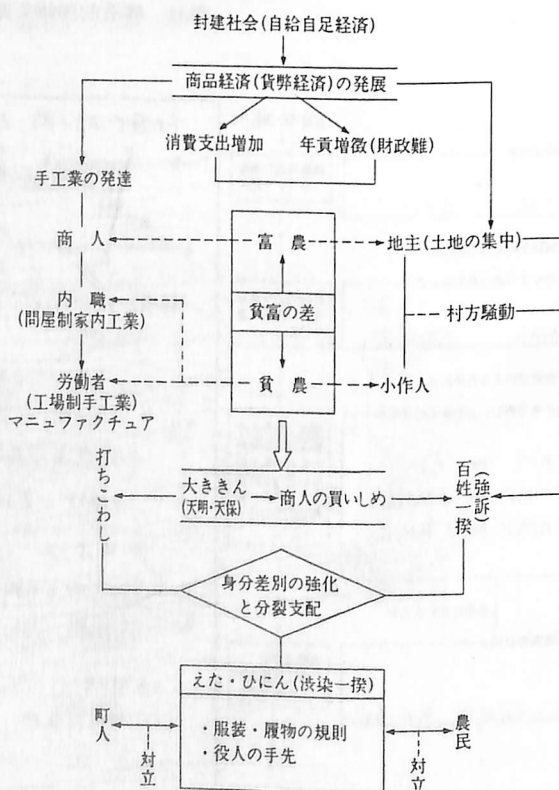 封建社会(自給自足経済)
商品経済(貨幣経済)の発展
消費支出増加
年貢増徴(財政難)
手工業の発達
商人
富農
地主(土地の集中)
内職
(問屋制家内工業)
貧富の差
村方騒動
労働者
(工場制手工業)
マニュファクチュア
貧農
小作人
打ちこわし
大ききん
(天明・天保)
商人の買いしめ
百姓一揆
(強訴)
身分差別の強化
と分裂支配
えた・ひにん(渋染一揆)
町人
・服装・履物の規則
・役人の手先
農民
対立
対立